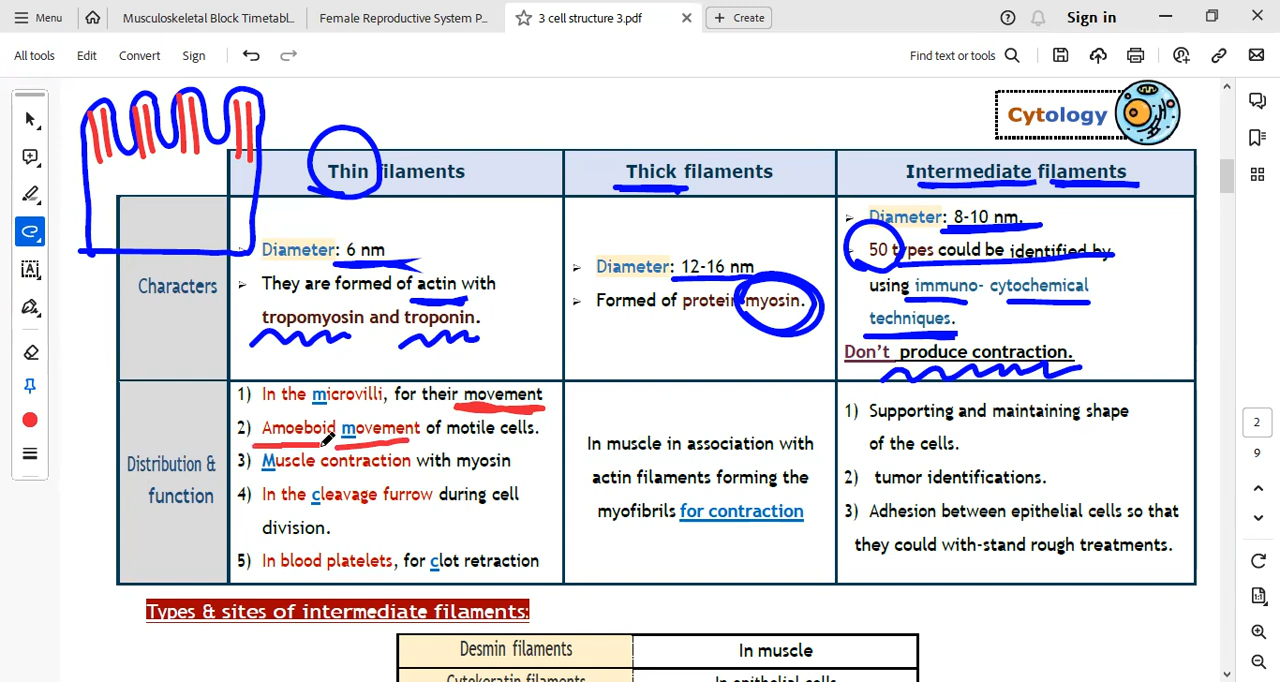 Menu
Musculoskeletal Block Timetabl...
Female Reproductive System P...
3 cell structure 3.pdf
Create
Sign in
All tools
Edit
Convert
Sign
Find text or tools
Cytology
Thin filaments
Thick filaments
Intermediate filaments
Characters
Diameter: 6 nm
They are formed of actin with
tropomyosin and troponin.
Diameter: 12-16 nm
Formed of protein myosin.
Diameter: 8-10 nm.
50 types could be identified by
using immuno- cytochemical
techniques.
Don't produce contraction.
Distribution &
function
1) In the microvilli, for their movement
2) Amoeboid movement of motile cells.
3) Muscle contraction with myosin
4) In the cleavage furrow during cell
division.
5) In blood platelets, for clot retraction
In muscle in association with
actin filaments forming the
myofibrils for contraction
1) Supporting and maintaining shape
of the cells.
2) tumor identifications.
3) Adhesion between epithelial cells so that
they could with-stand rough treatments.
Types & sites of intermediate filaments:
Desmin filaments
In muscle
Cytokeratin filaments
In epithelial cells
2
9